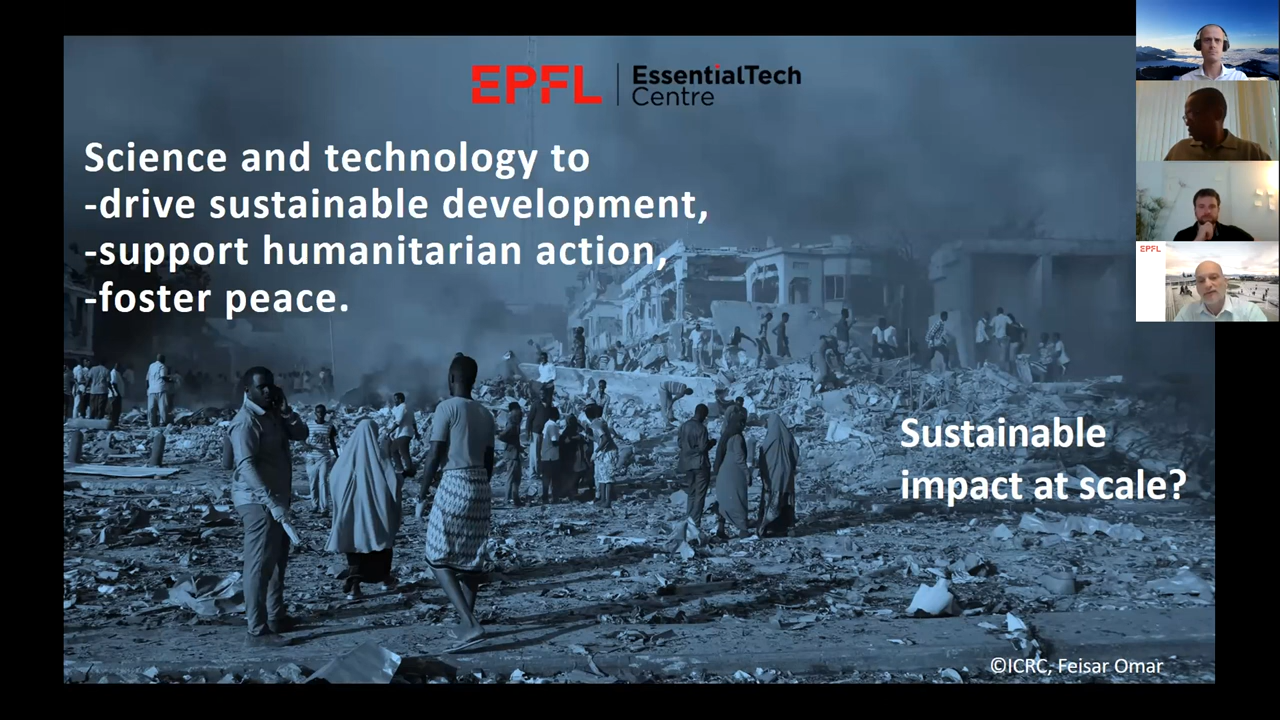 EPFL EssentialTech
Centre
Science and technology to
-drive sustainable development,
-support humanitarian action,
-foster peace.
EPFL
Sustainable
impact at scale?
©ICRC, Feisar Omar